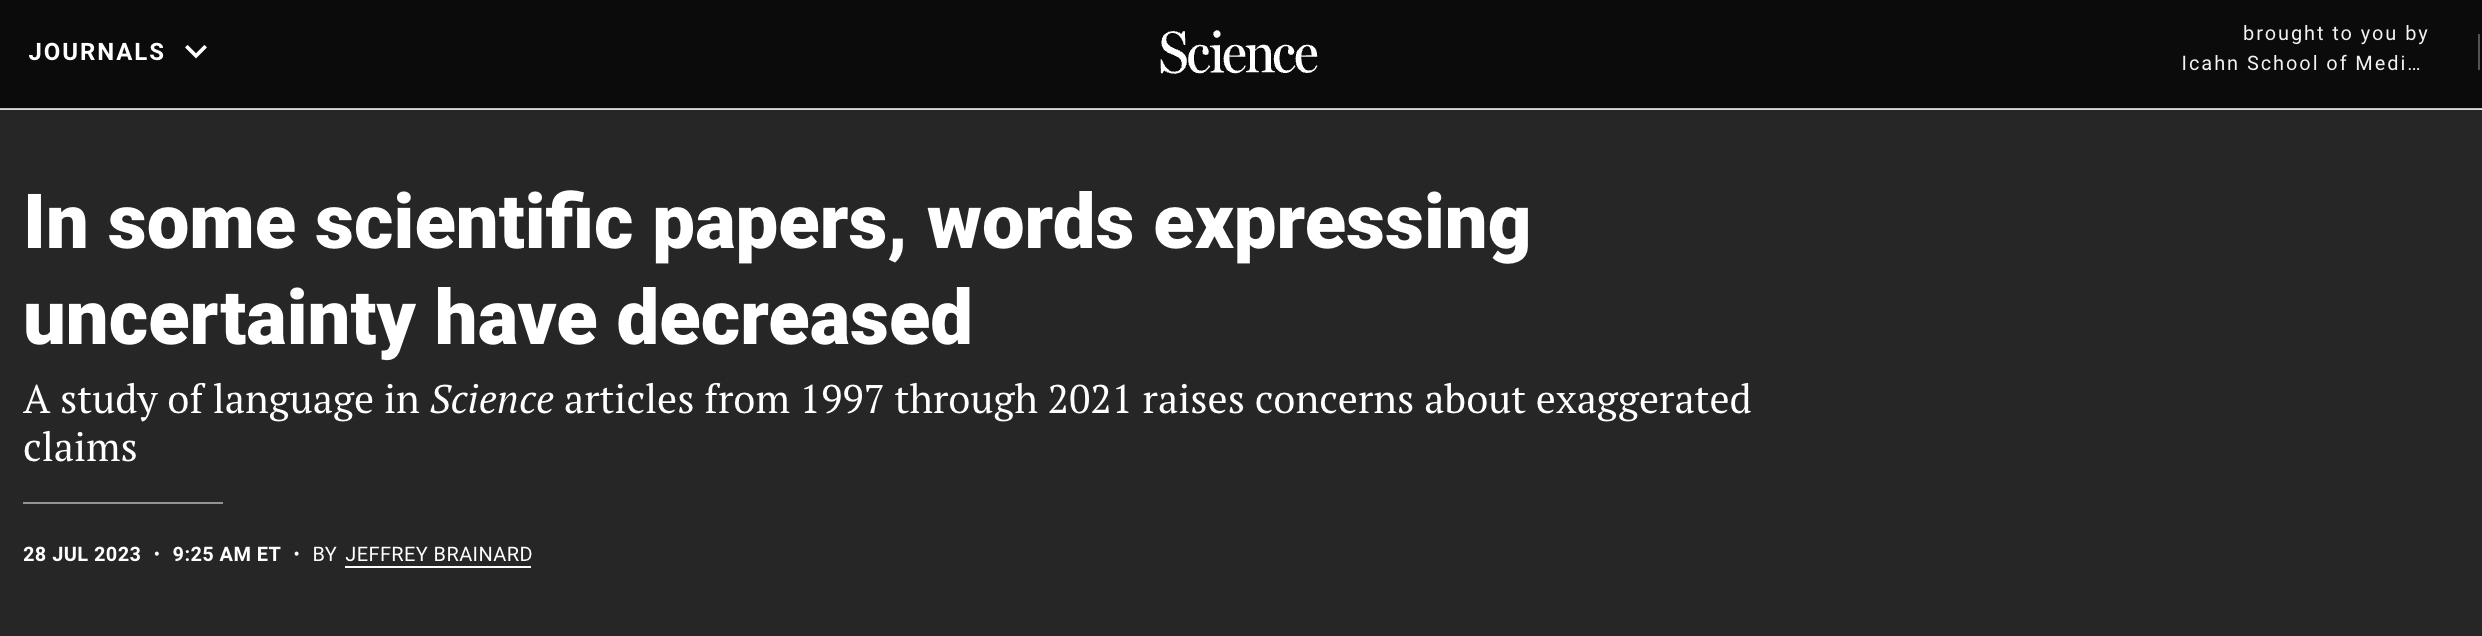 JOURNALS
Science
brought to you by
Icahn School of Medi...
In some scientific papers, words expressing
uncertainty have decreased
A study of language in Science articles from 1997 through 2021 raises concerns about exaggerated
claims
28 JUL 2023 • 9:25 AM ET • BY JEFFREY BRAINARD